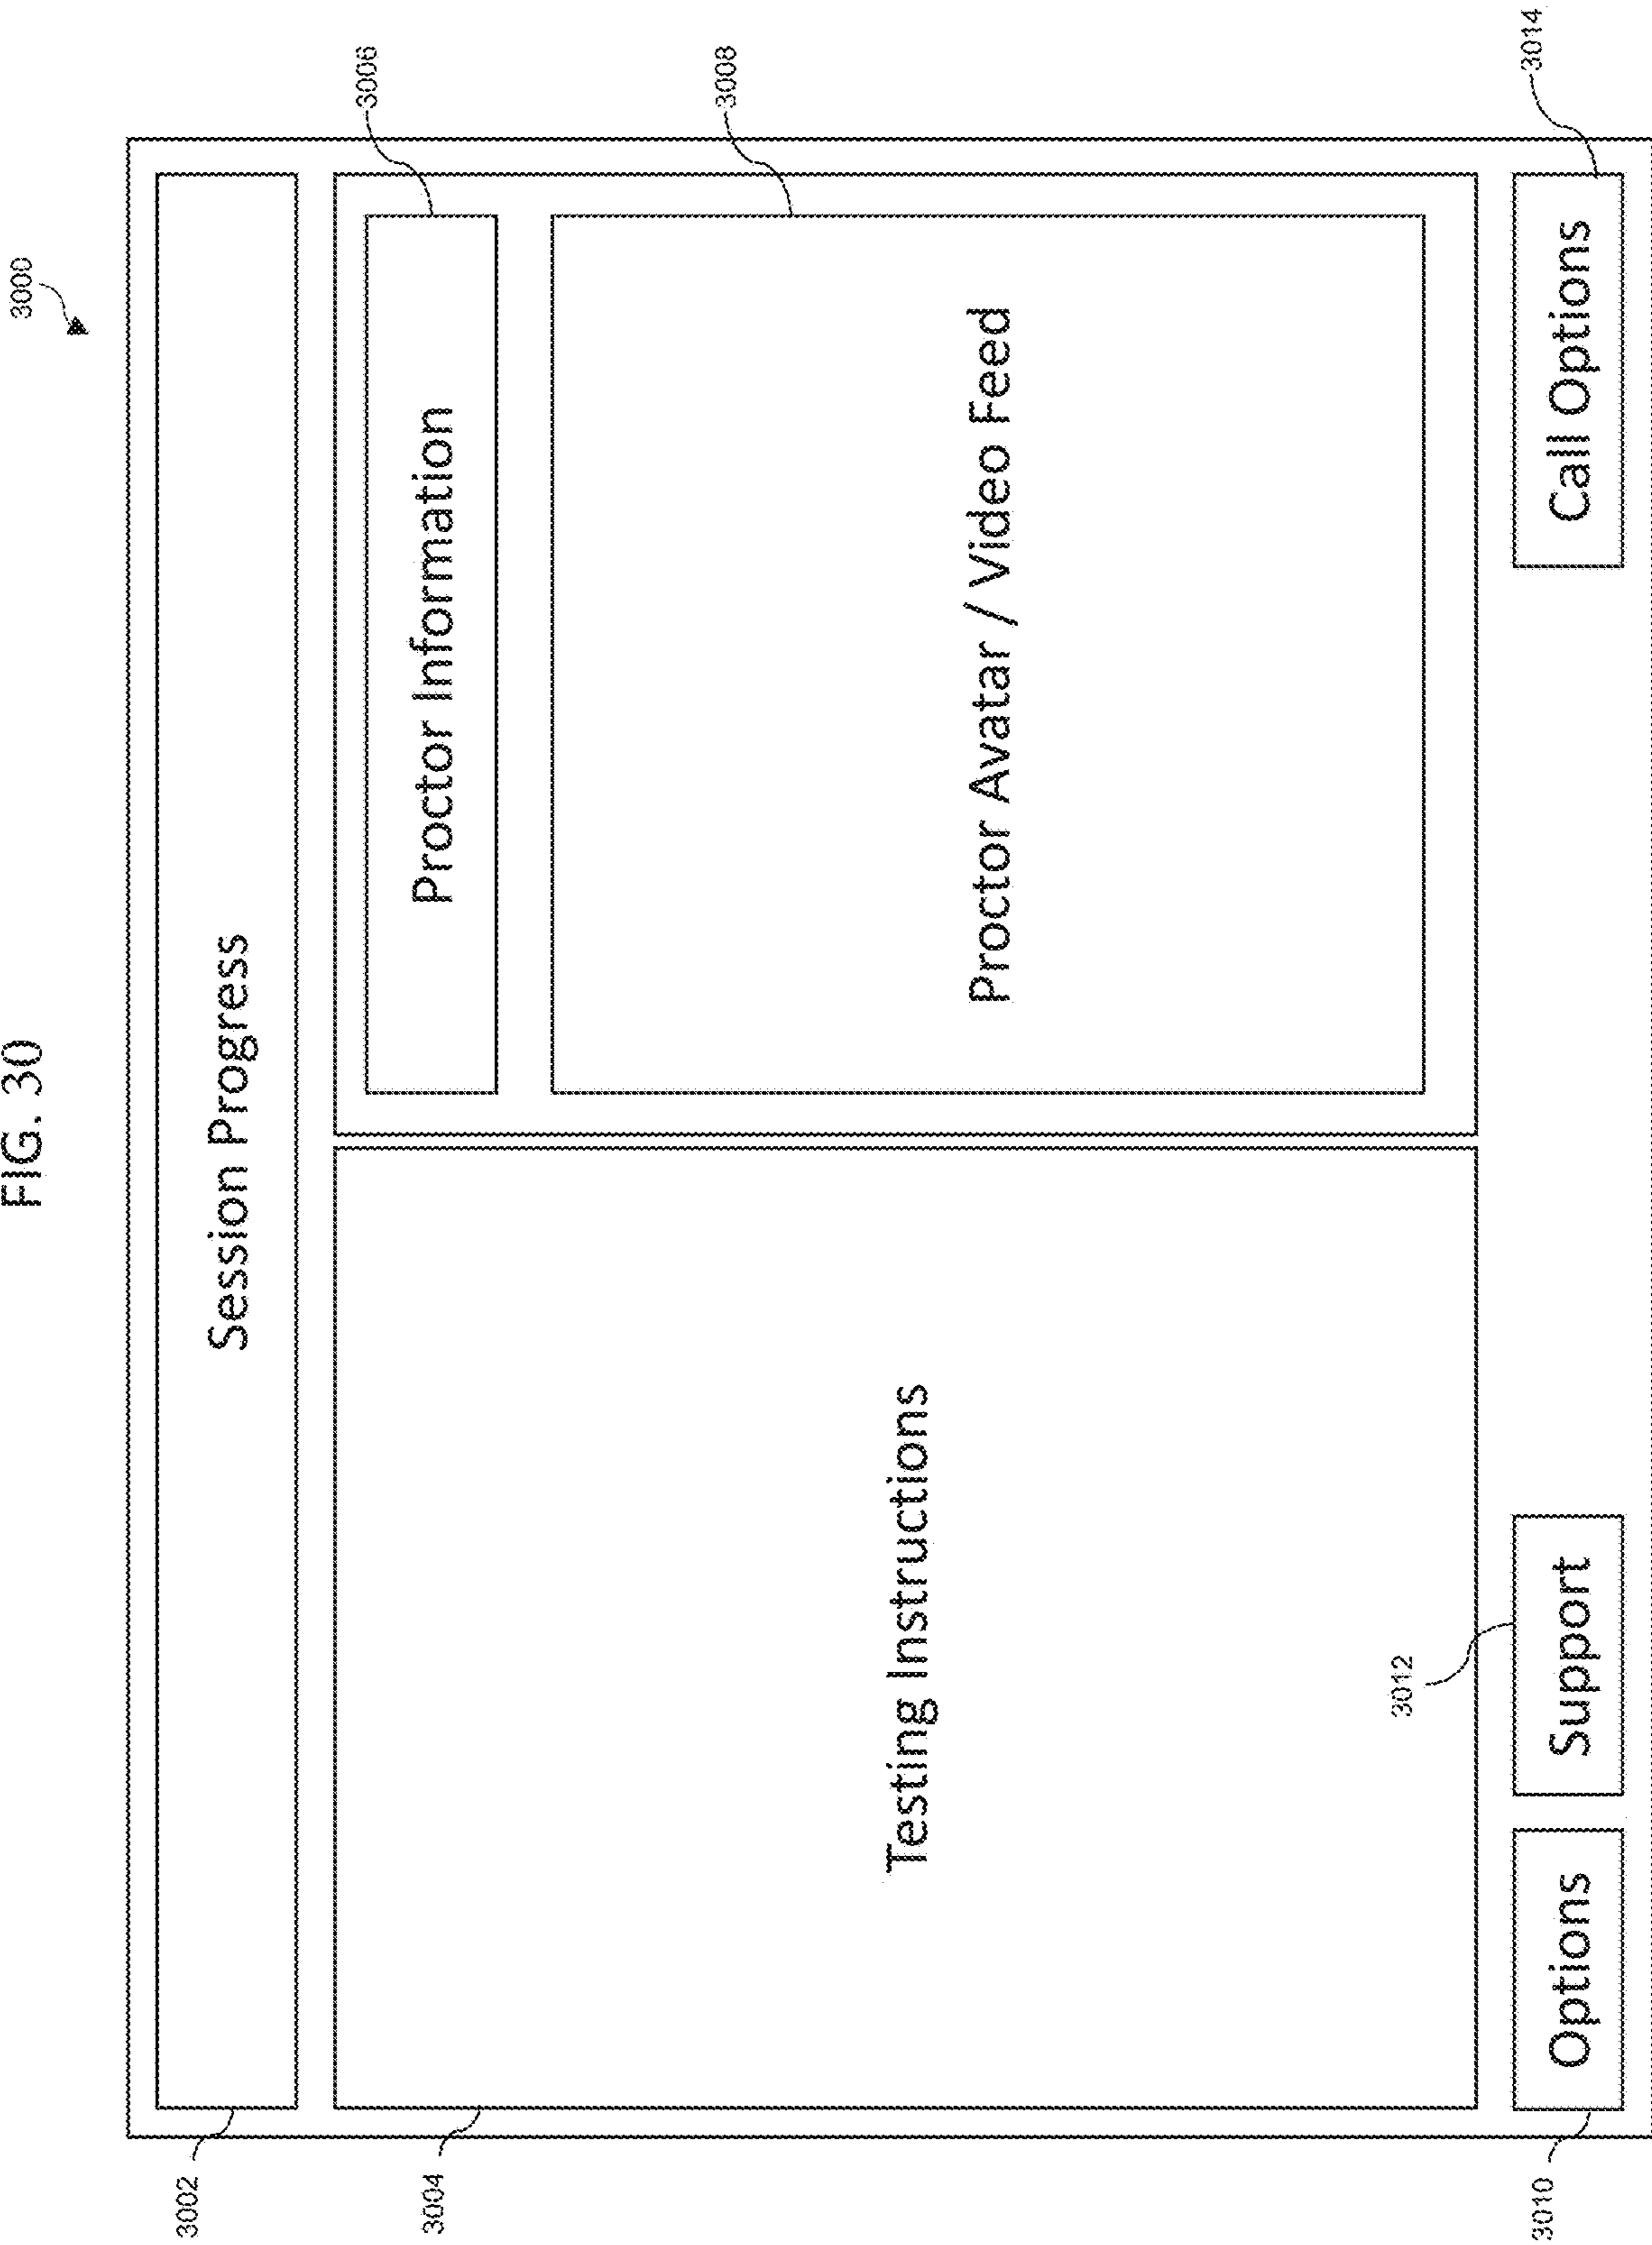 FIG. 30
3000
3002
Session Progress
3004
Testing Instructions
3006
Proctor Information
3008
Proctor Avatar / Video Feed
3010
Options
3012
Support
3014
Call Options